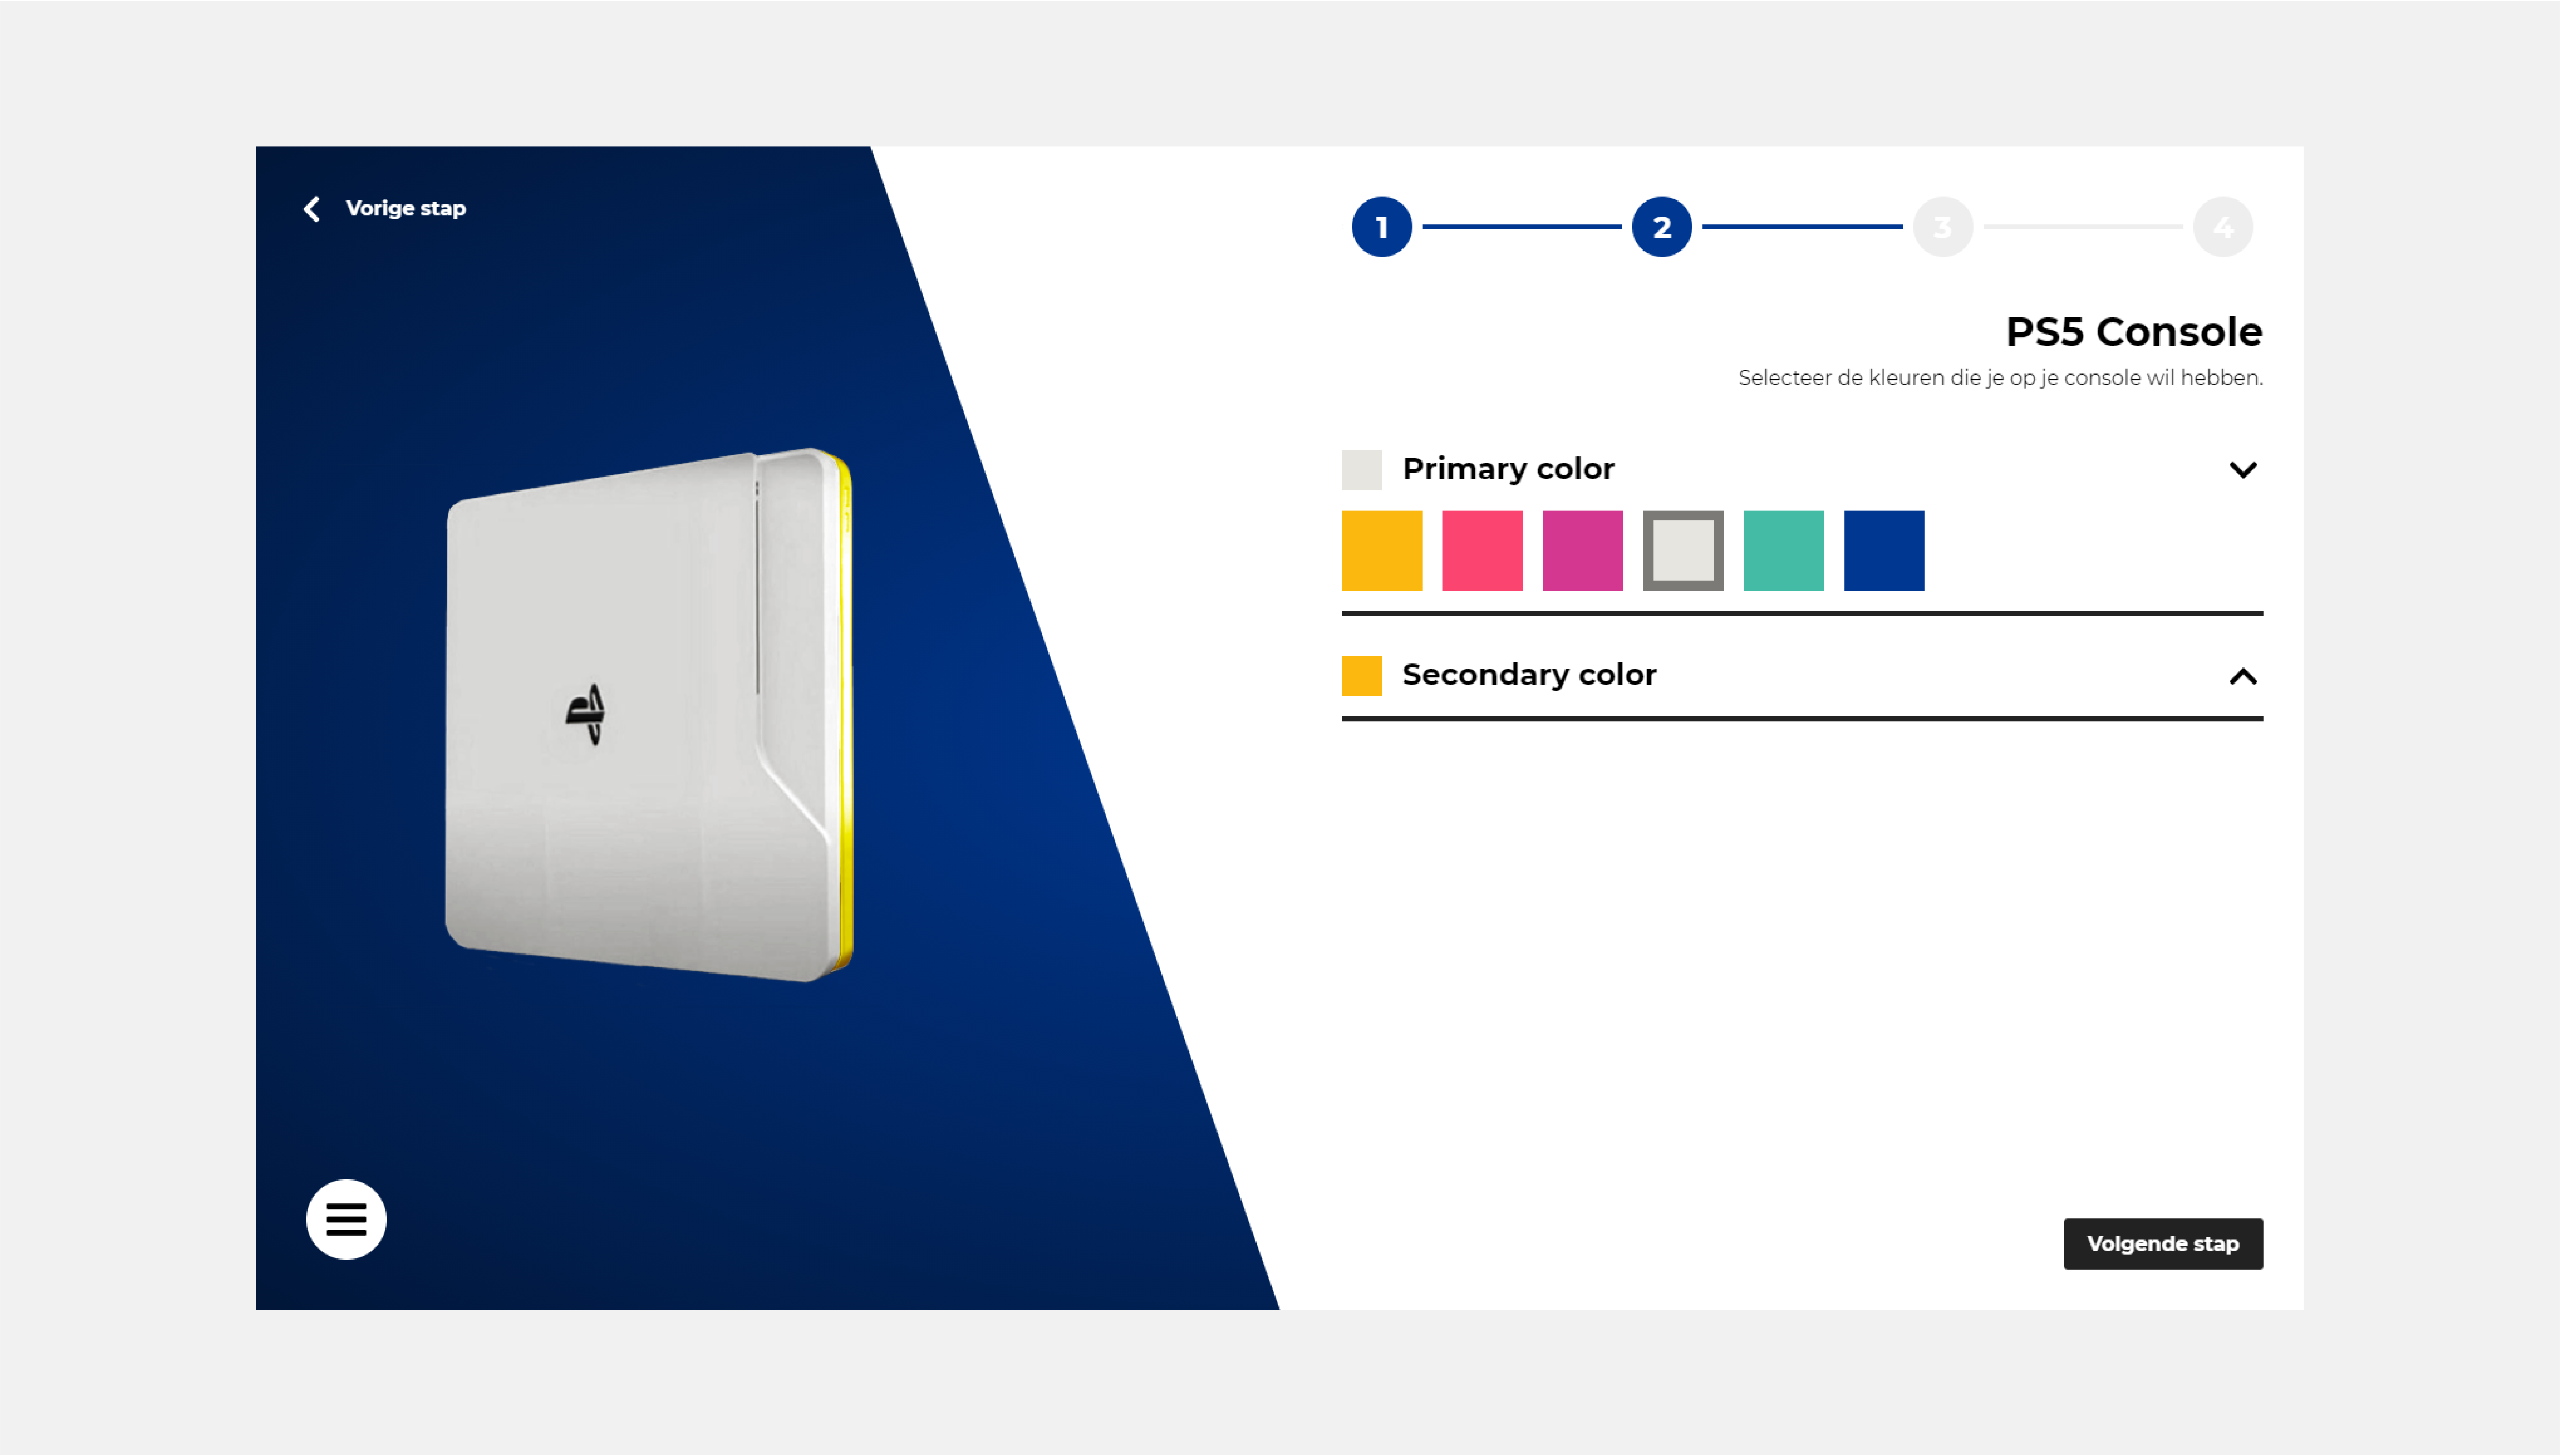 Vorige stap
1
2
3
4
PS5 Console
Selecteer de kleuren die je op je console wil hebben.
Primary color
Secondary color
Volgende stap